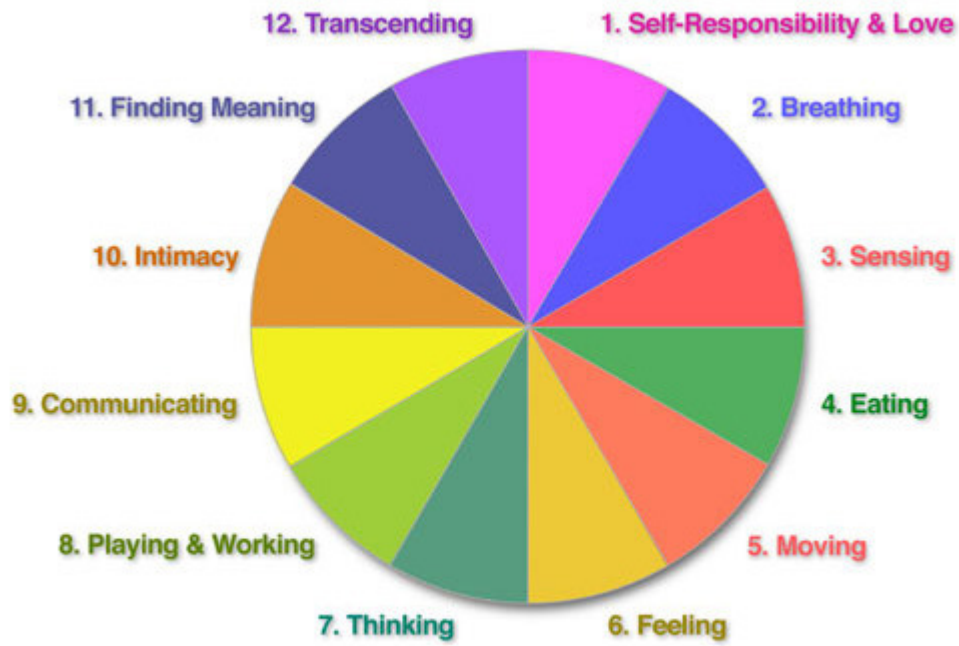 12. Transcending
1. Self-Responsibility & Love
11. Finding Meaning
2. Breathing
10. Intimacy
3. Sensing
9. Communicating
4. Eating
8. Playing & Working
5. Moving
7. Thinking
6. Feeling